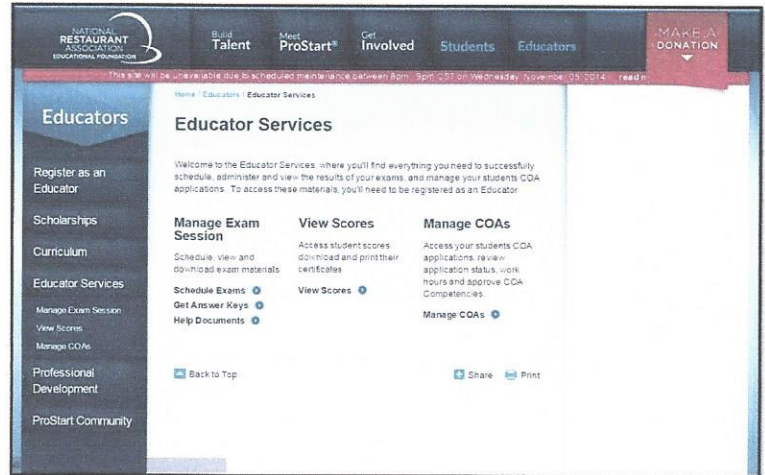 NATIONAL
RESTAURANT
ASSOCIATION
EDUCATIONAL FOUNDATION
Build
Talent
Meet
ProStart®
Get
Involved
Students
Educators
MAKE A
DONATION
This site will be unavailable due to scheduled maintenance between 8pm 9pm CST on Wednesday, November 05, 2014 read
Home / Educators / Educator Services
Educators
Register as an
Educator
Scholarships
Curriculum
Educator Services
Manage Exam Session
View Scores
Manage COAs
Professional
Development
ProStart Community
Educator Services
Welcome to the Educator Services, where you'll find everything you need to successfully
schedule, administer and view the results of your exams, and manage your students COA
applications. To access these materials, you'll need to be registered as an Educator
Manage Exam
Session
Schedule, view and
download exam materials
Schedule Exams
Get Answer Keys
Help Documents
View Scores
Access student scores
download and print their
certificates
View Scores
Manage COAs
Access your students COA
applications, review
application status, work
hours and approve COA
Competencies.
Manage COAs
Back to Top
Share
Print